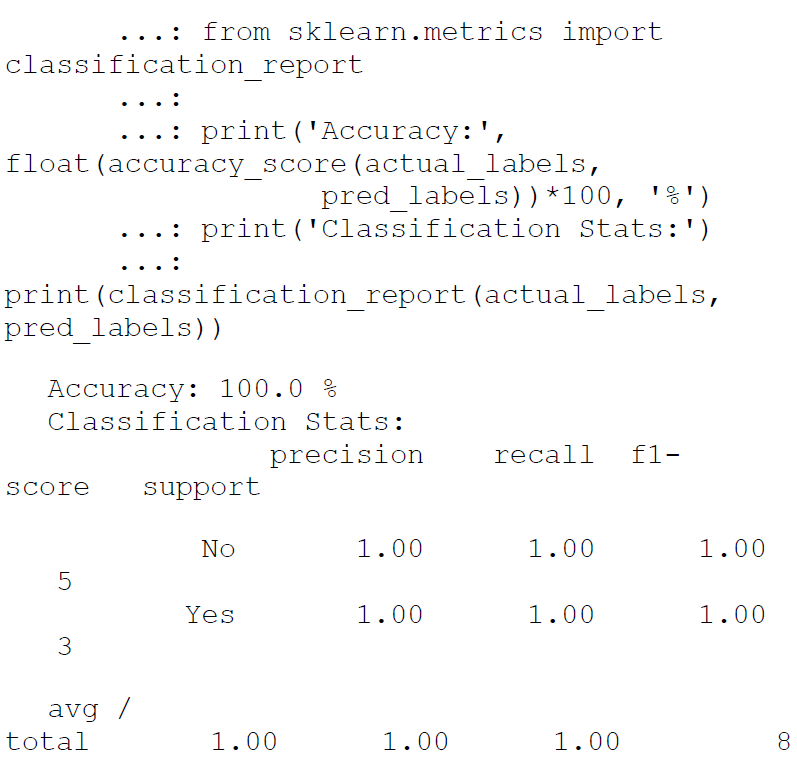 ...: from sklearn.metrics import
classification_report
...:
...: print('Accuracy:',
float(accuracy_score(actual_labels,
pred_labels))*100, '%')
...: print('Classification Stats:')
...:
print(classification_report(actual_labels,
pred_labels))
Accuracy: 100.0 %
Classification Stats:
precision recall f1-
score support
No 1.00 1.00 1.00
5
Yes 1.00 1.00 1.00
3
avg /
total 1.00 1.00 1.00 8